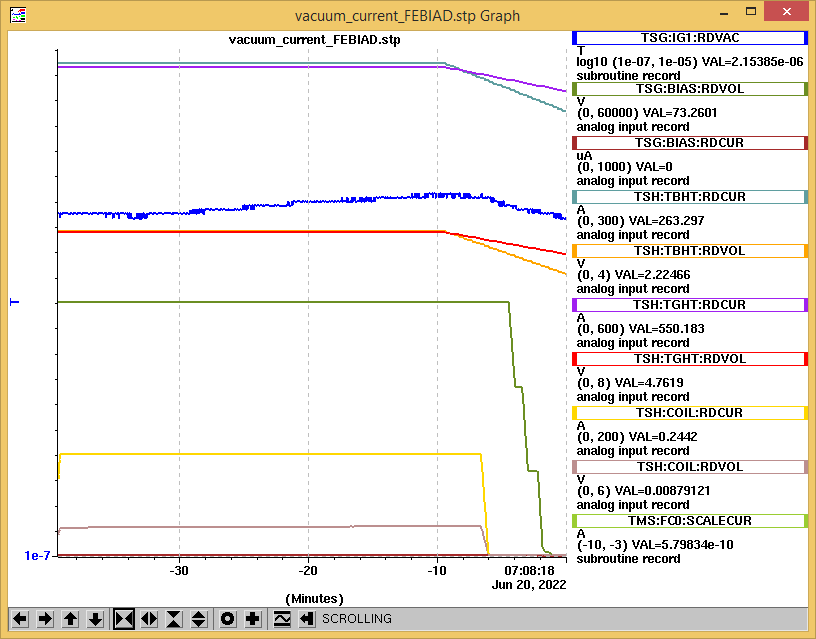 vacuum_current_FEBIAD.stp Graph
vacuum_current_FEBIAD.stp
T
1e-7
-30
-20
-10
07:08:18
Jun 20, 2022
(Minutes)
TSG:IG1:RDVAC
T
log10 (1e-07, 1e-05) VAL=2.15385e-06
subroutine record
TSG:BIAS:RDVOL
V
(0, 60000) VAL=73.2601
analog input record
TSG:BIAS:RDCUR
uA
(0, 1000) VAL=0
analog input record
TSH:TBHT:RDCUR
A
(0, 300) VAL=263.297
analog input record
TSH:TBHT:RDVOL
V
(0, 4) VAL=2.22466
analog input record
TSH:TGHT:RDCUR
A
(0, 600) VAL=550.183
analog input record
TSH:TGHT:RDVOL
V
(0, 8) VAL=4.7619
analog input record
TSH:COIL:RDCUR
A
(0, 200) VAL=0.2442
analog input record
TSH:COIL:RDVOL
V
(0, 6) VAL=0.00879121
analog input record
TMS:FC0:SCALECUR
A
(-10, -3) VAL=5.79834e-10
subroutine record
SCROLLING